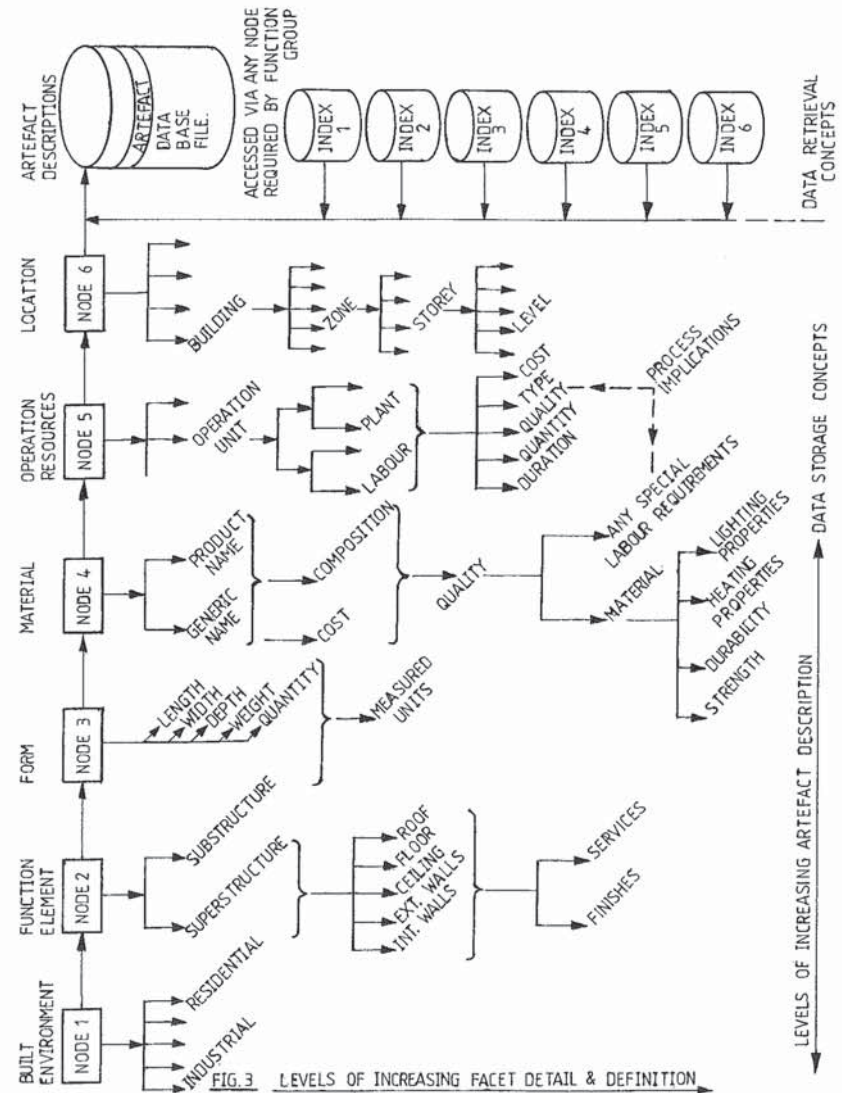 ARTEFACT
DESCRIPTIONS
ARTEFACT
DATA
BASE
FILE.
ACCESSED VIA ANY NODE
REQUIRED BY FUNCTION
GROUP
INDEX
1
INDEX
2
INDEX
3
INDEX
4
INDEX
5
INDEX
6
DATA RETRIEVAL
CONCEPTS
LOCATION
NODE 6
BUILDING
ZONE
STOREY
LEVEL
OPERATION
RESOURCES
NODE 5
OPERATION
UNIT
PLANT
LABOUR
COST
TYPE
QUALITY
QUANTITY
DURATION
PROCESS
IMPLICATIONS
MATERIAL
NODE 4
PRODUCT
NAME
GENERIC
NAME
COMPOSITION
COST
QUALITY
ANY SPECIAL
LABOUR REQUIREMENTS
MATERIAL
LIGHTING
PROPERTIES
HEATING
PROPERTIES
DURABICITY
STRENGTH
FORM
NODE 3
LENGTH
WIDTH
DEPTH
WEIGHT
QUANTITY
MEASURED
UNITS
FUNCTION
ELEMENT
NODE 2
SUBSTRUCTURE
SUPERSTRUCTURE
ROOF
FLOOR
CEILING
EXT. WALLS
INT. WALLS
SERVICES
FINISHES
BUILT
ENVIRONMENT
NODE 1
RESIDENTIAL
INDUSTRIAL
DATA STORAGE CONCEPTS
LEVELS OF INCREASING ARTEFACT DESCRIPTION
FIG.3 LEVELS OF INCREASING FACET DETAIL & DEFINITION